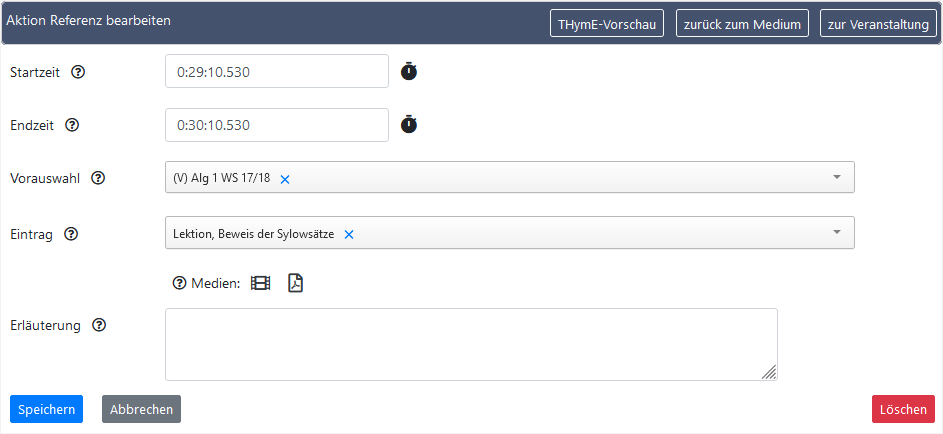 Aktion Referenz bearbeiten THymE-Vorschau zurück zum Medium zur Veranstaltung
Startzeit 0:29:10.530
Endzeit 0:30:10.530
Vorauswahl (V) Alg 1 WS 17/18
Eintrag Lektion, Beweis der Sylowsätze
Medien:
Erläuterung
Speichern Abbrechen Löschen